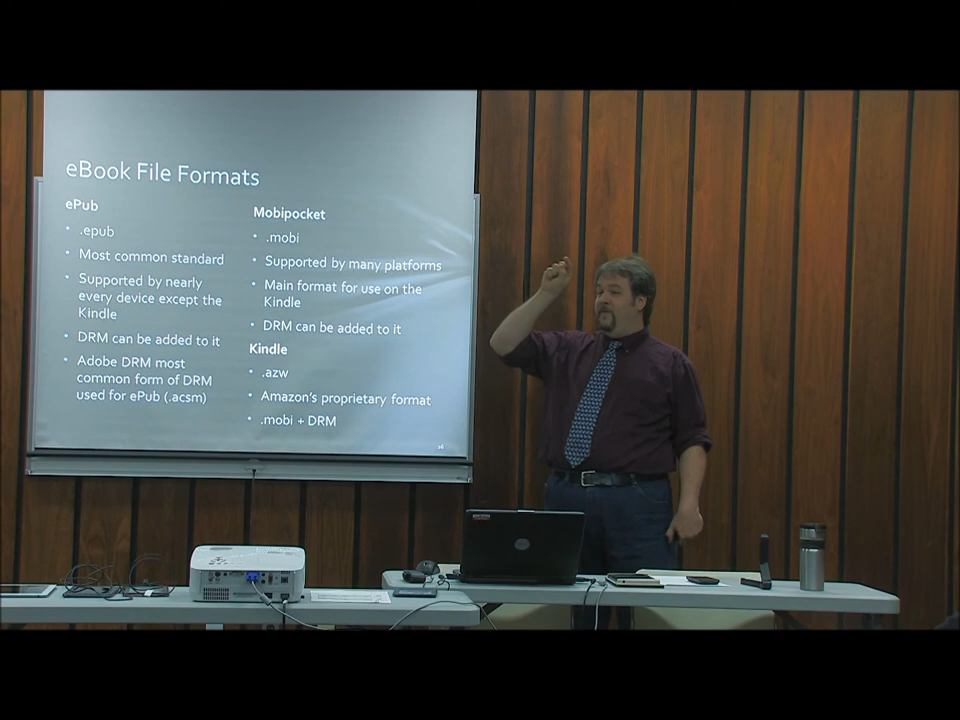 eBook File Formats
ePub
• .epub
• Most common standard
• Supported by nearly
every device except the
Kindle
• DRM can be added to it
• Adobe DRM most
common form of DRM
used for ePub (.acsm)
Mobipocket
• .mobi
• Supported by many platforms
• Main format for use on the
Kindle
• DRM can be added to it
Kindle
• .azw
• Amazon's proprietary format
• .mobi + DRM
16